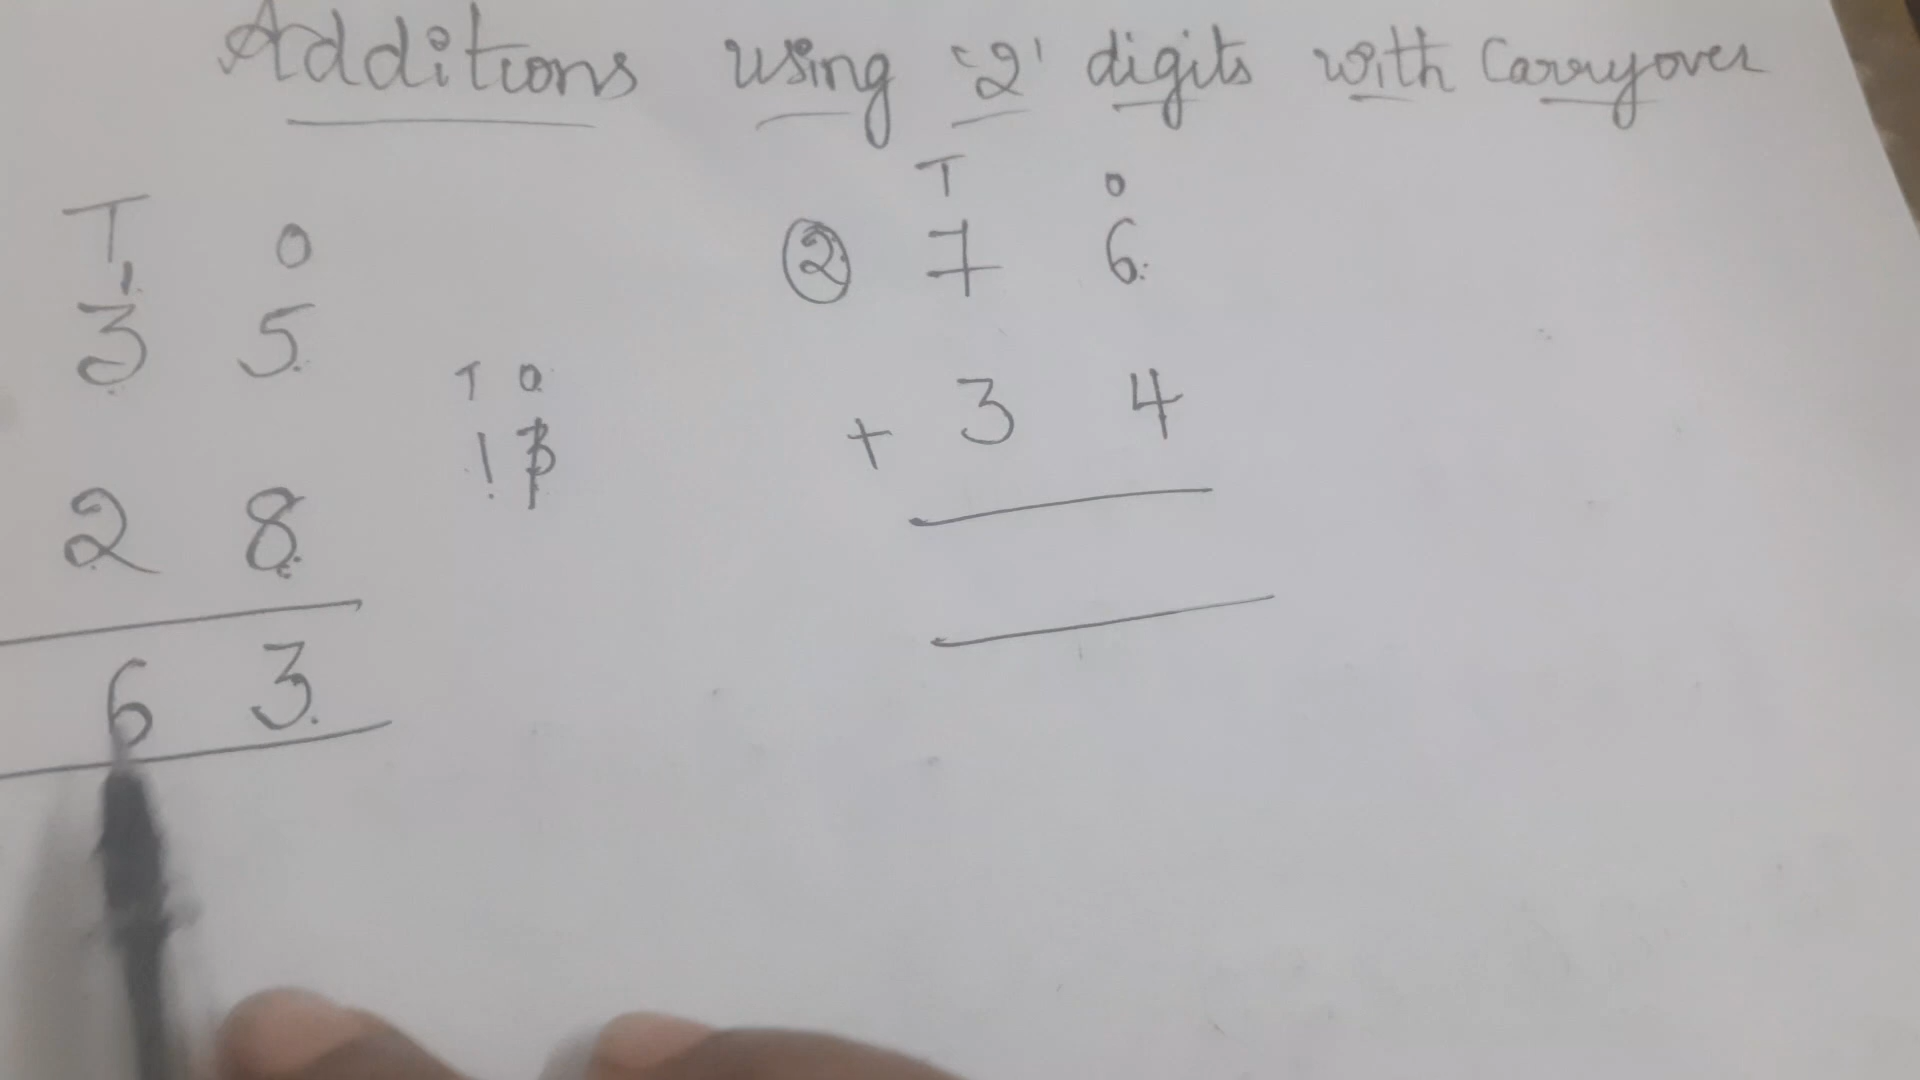 Additions using '2' digits with Carryover
T O
1
3 5
2 8
6 3
T O
1 3
T O
② 7 6
+ 3 4